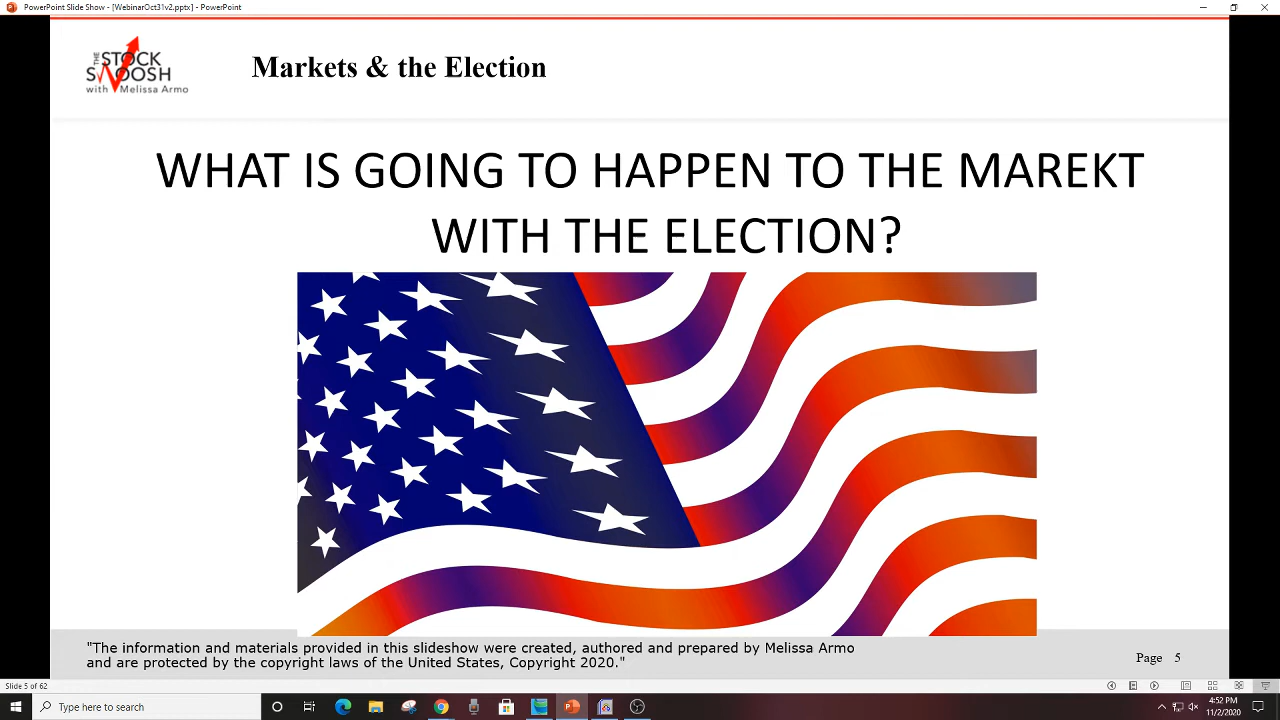 PowerPoint Slide Show - [WebinarOct31v2.pptx] - PowerPoint
THE STOCK
SWOOSH
with Melissa Armo
Markets & the Election
WHAT IS GOING TO HAPPEN TO THE MAREKT
WITH THE ELECTION?
"The information and materials provided in this slideshow were created, authored and prepared by Melissa Armo
and are protected by the copyright laws of the United States, Copyright 2020."
Page 5
Slide 5 of 62
Type here to search
4:52 PM
11/2/2020